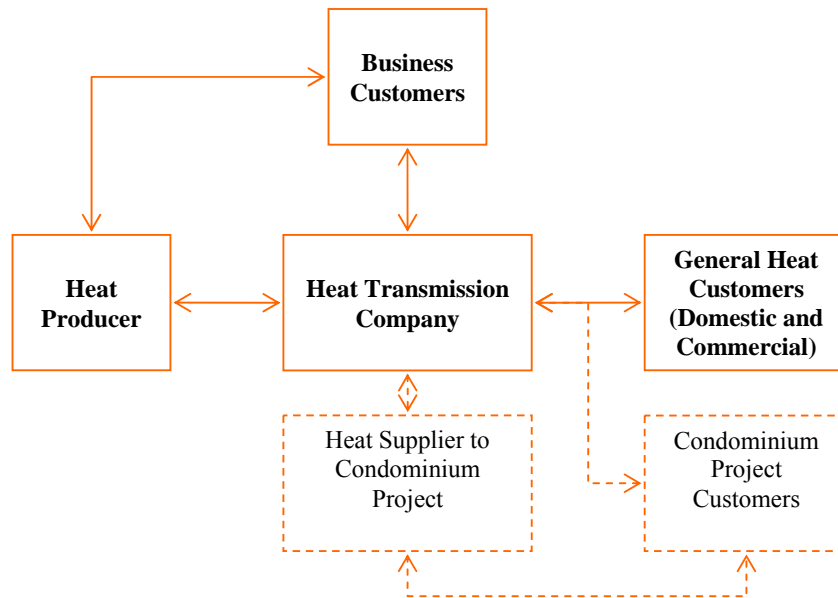 Business
Customers
Heat
Producer
Heat Transmission
Company
General Heat
Customers
(Domestic and
Commercial)
Heat Supplier to
Condominium
Project
Condominium
Project
Customers